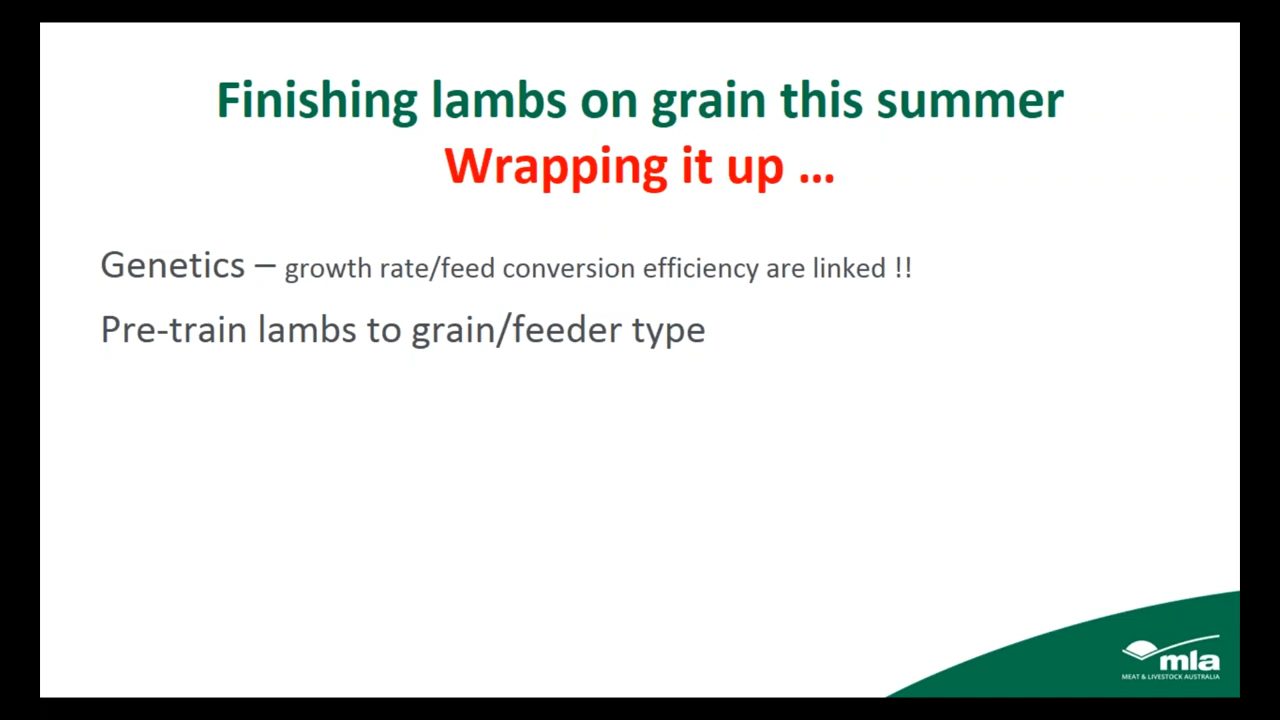 Finishing lambs on grain this summer
Wrapping it up ...
Genetics – growth rate/feed conversion efficiency are linked !!
Pre-train lambs to grain/feeder type
mla
MEAT & LIVESTOCK AUSTRALIA